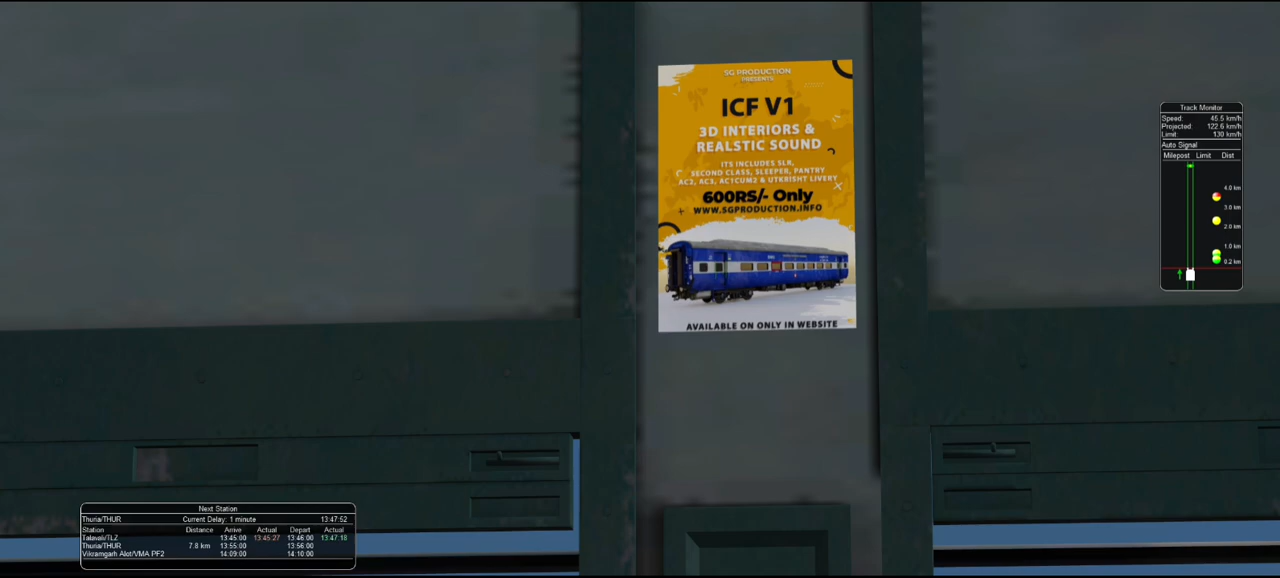 SG PRODUCTION
PRESENTS
ICF V1
3D INTERIORS &
REALSTIC SOUND
ITS INCLUDES SLR,
SECOND CLASS, SLEEPER, PANTRY
AC2, AC3, AC1CUM2 & UTKRISHT LIVERY
600RS/- Only
WWW.SGPRODUCTION.INFO
AVAILABLE ON ONLY IN WEBSITE
Track Monitor
Speed: 45.5 km/h
Projected: 122.6 km/h
Limit: 130 km/h
Auto Signal
Milepost Limit Dist
4.0 km
3.0 km
2.0 km
1.0 km
0.2 km
Next Station
Thuria/THUR Current Delay: 1 minute 13:47:52
Station Distance Arrive Actual Depart Actual
Talavali/TLZ 13:45:00 13:45:27 13:46:00 13:47:18
Thuria/THUR 7.8 km 13:55:00 13:56:00
Vikramgarh Alot/VMA PF2 14:09:00 14:10:00